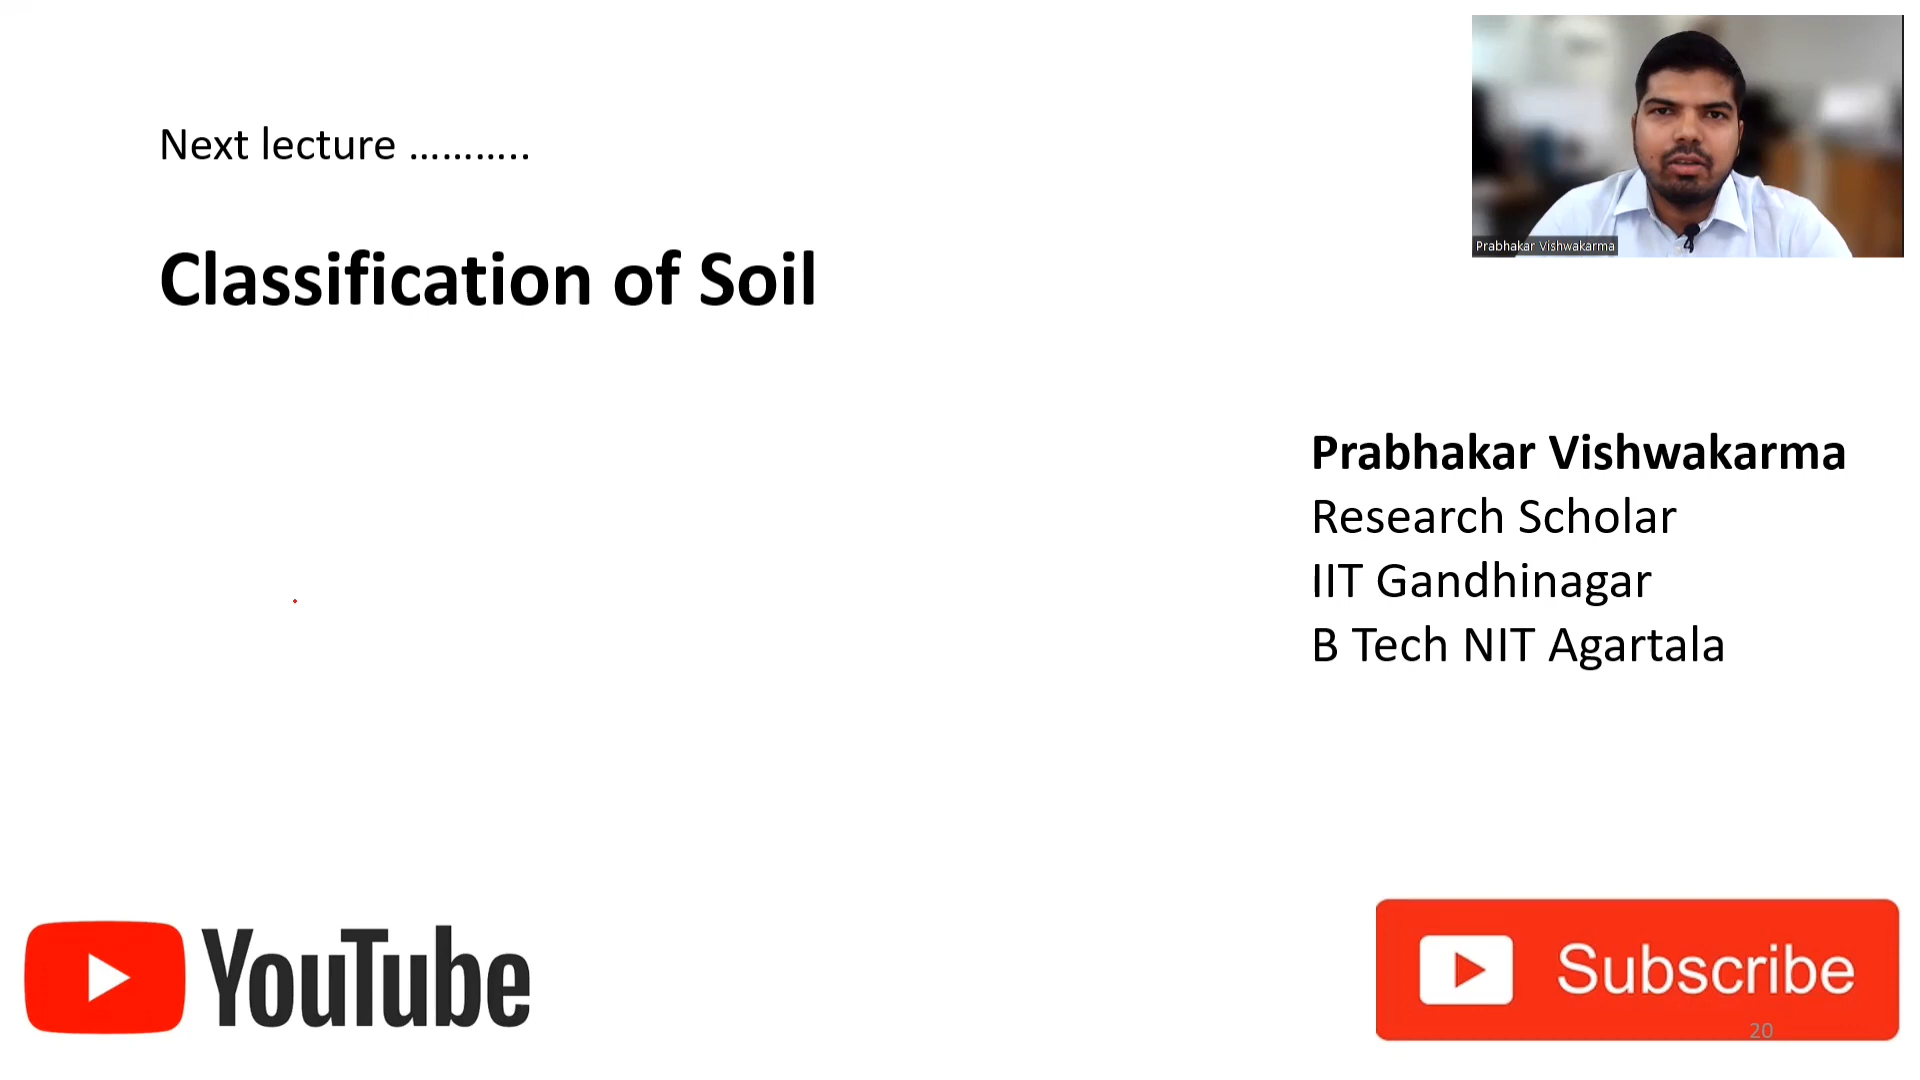 Next lecture ………..
Classification of Soil
Prabhakar Vishwakarma
Prabhakar Vishwakarma
Research Scholar
IIT Gandhinagar
B Tech NIT Agartala
YouTube
Subscribe
20